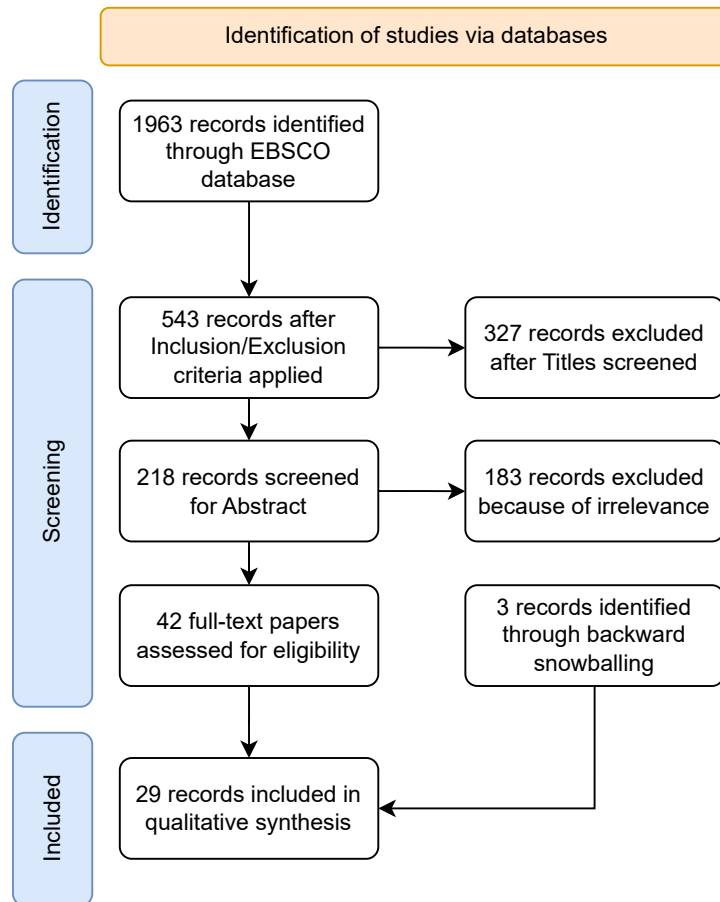 Identification of studies via databases
Identification
1963 records identified
through EBSCO
database
Screening
543 records after
Inclusion/Exclusion
criteria applied
327 records excluded
after Titles screened
218 records screened
for Abstract
183 records excluded
because of irrelevance
42 full-text papers
assessed for eligibility
3 records identified
through backward
snowballing
Included
29 records included in
qualitative synthesis